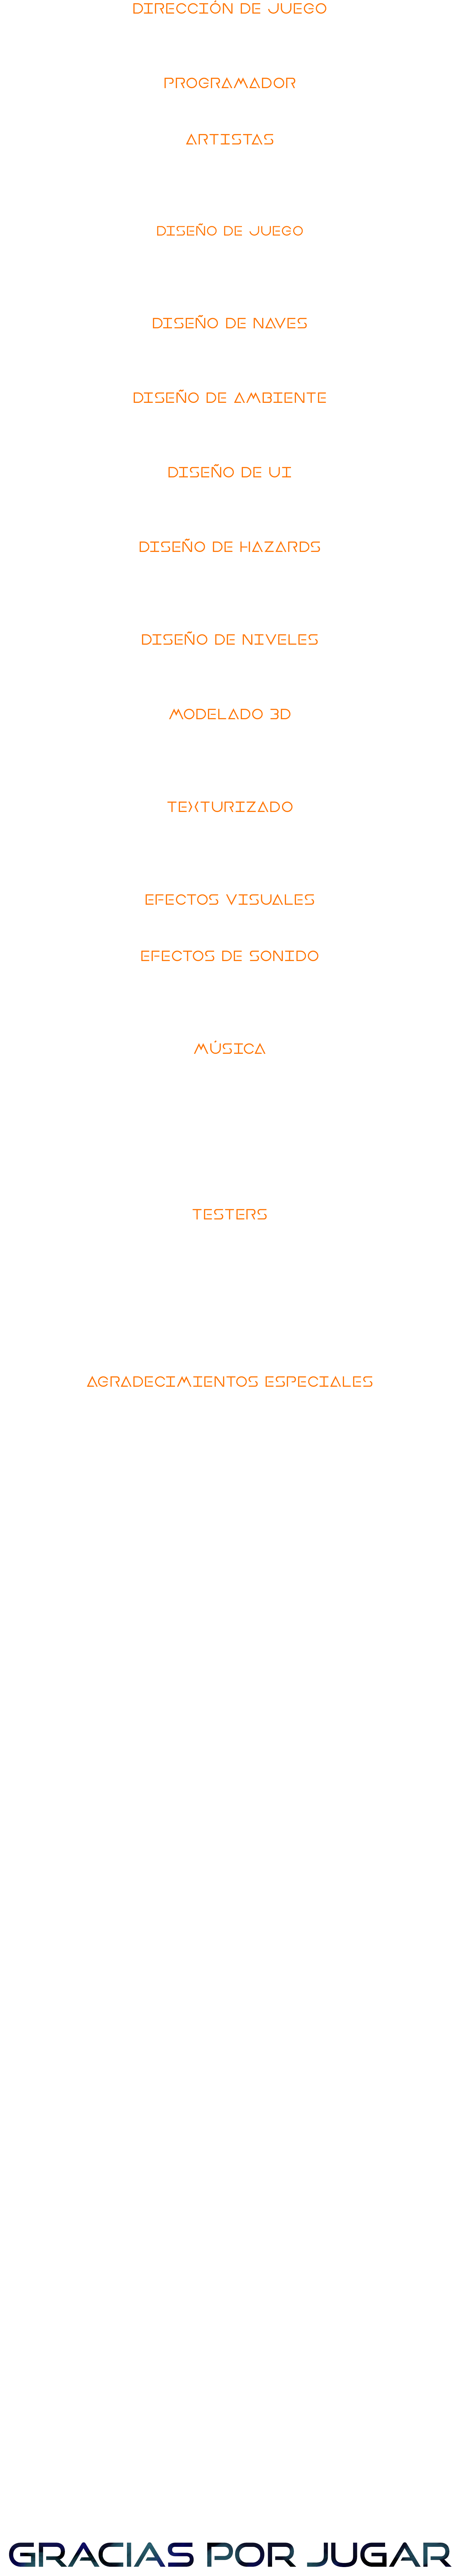 DIRECCIÓN DE JUEGO
PROGRAMADOR
ARTISTAS
DISEÑO DE JUEGO
DISEÑO DE NAVES
DISEÑO DE AMBIENTE
DISEÑO DE UI
DISEÑO DE HAZARDS
DISEÑO DE NIVELES
MODELADO 3D
TEXTURIZADO
EFECTOS VISUALES
EFECTOS DE SONIDO
MÚSICA
TESTERS
AGRADECIMIENTOS ESPECIALES
GRACIAS POR JUGAR